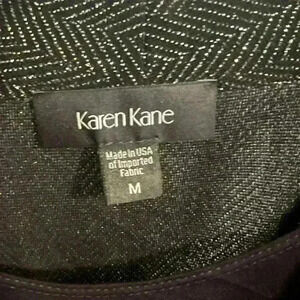 Karen Kane
Made in USA
of Imported
Fabric
M